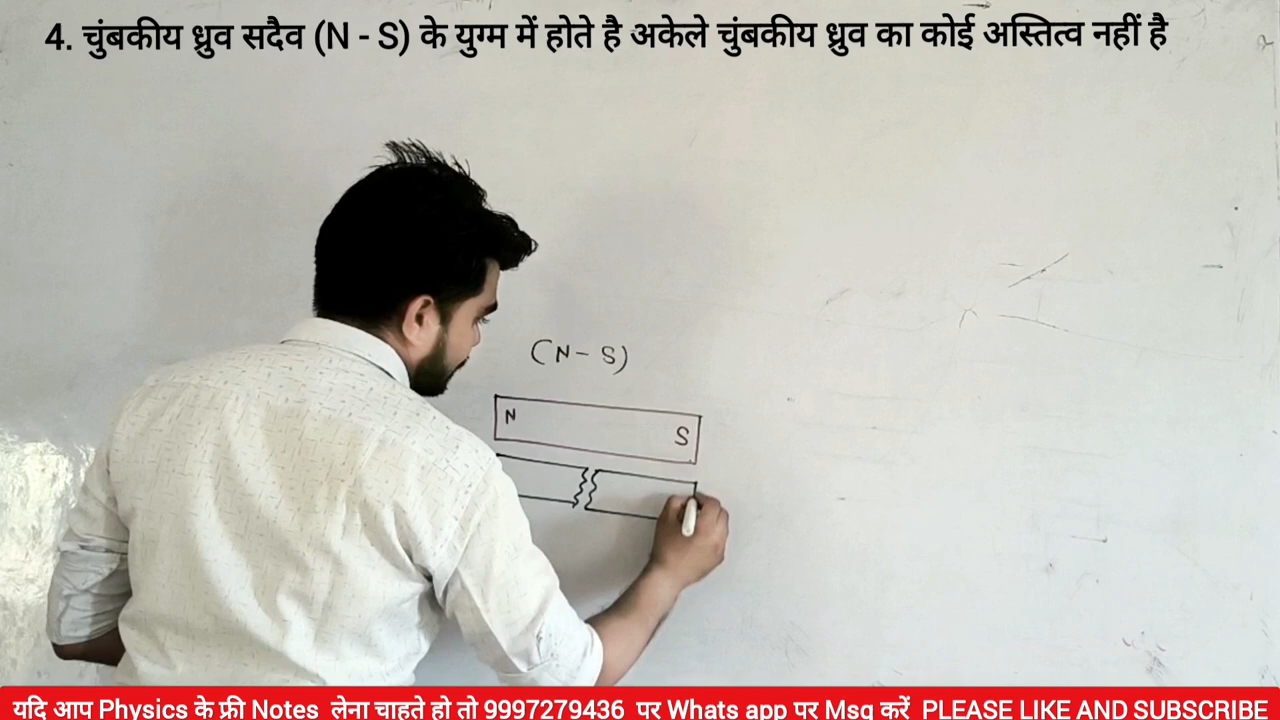 4. चुंबकीय ध्रुव सदैव (N - S) के युग्म में होते है अकेले चुंबकीय ध्रुव का कोई अस्तित्व नहीं है
(N - S)
N
S
यदि आप Physics के फ्री Notes लेना चाहते हो तो 9997279436 पर Whats app पर Msg करें PLEASE LIKE AND SUBSCRIBE